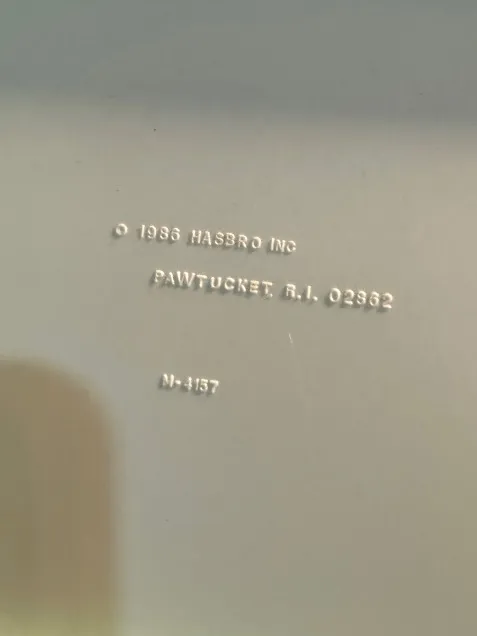 © 1986 HASBRO INC
PAWTUCKET, R.I. 02862
M-4157